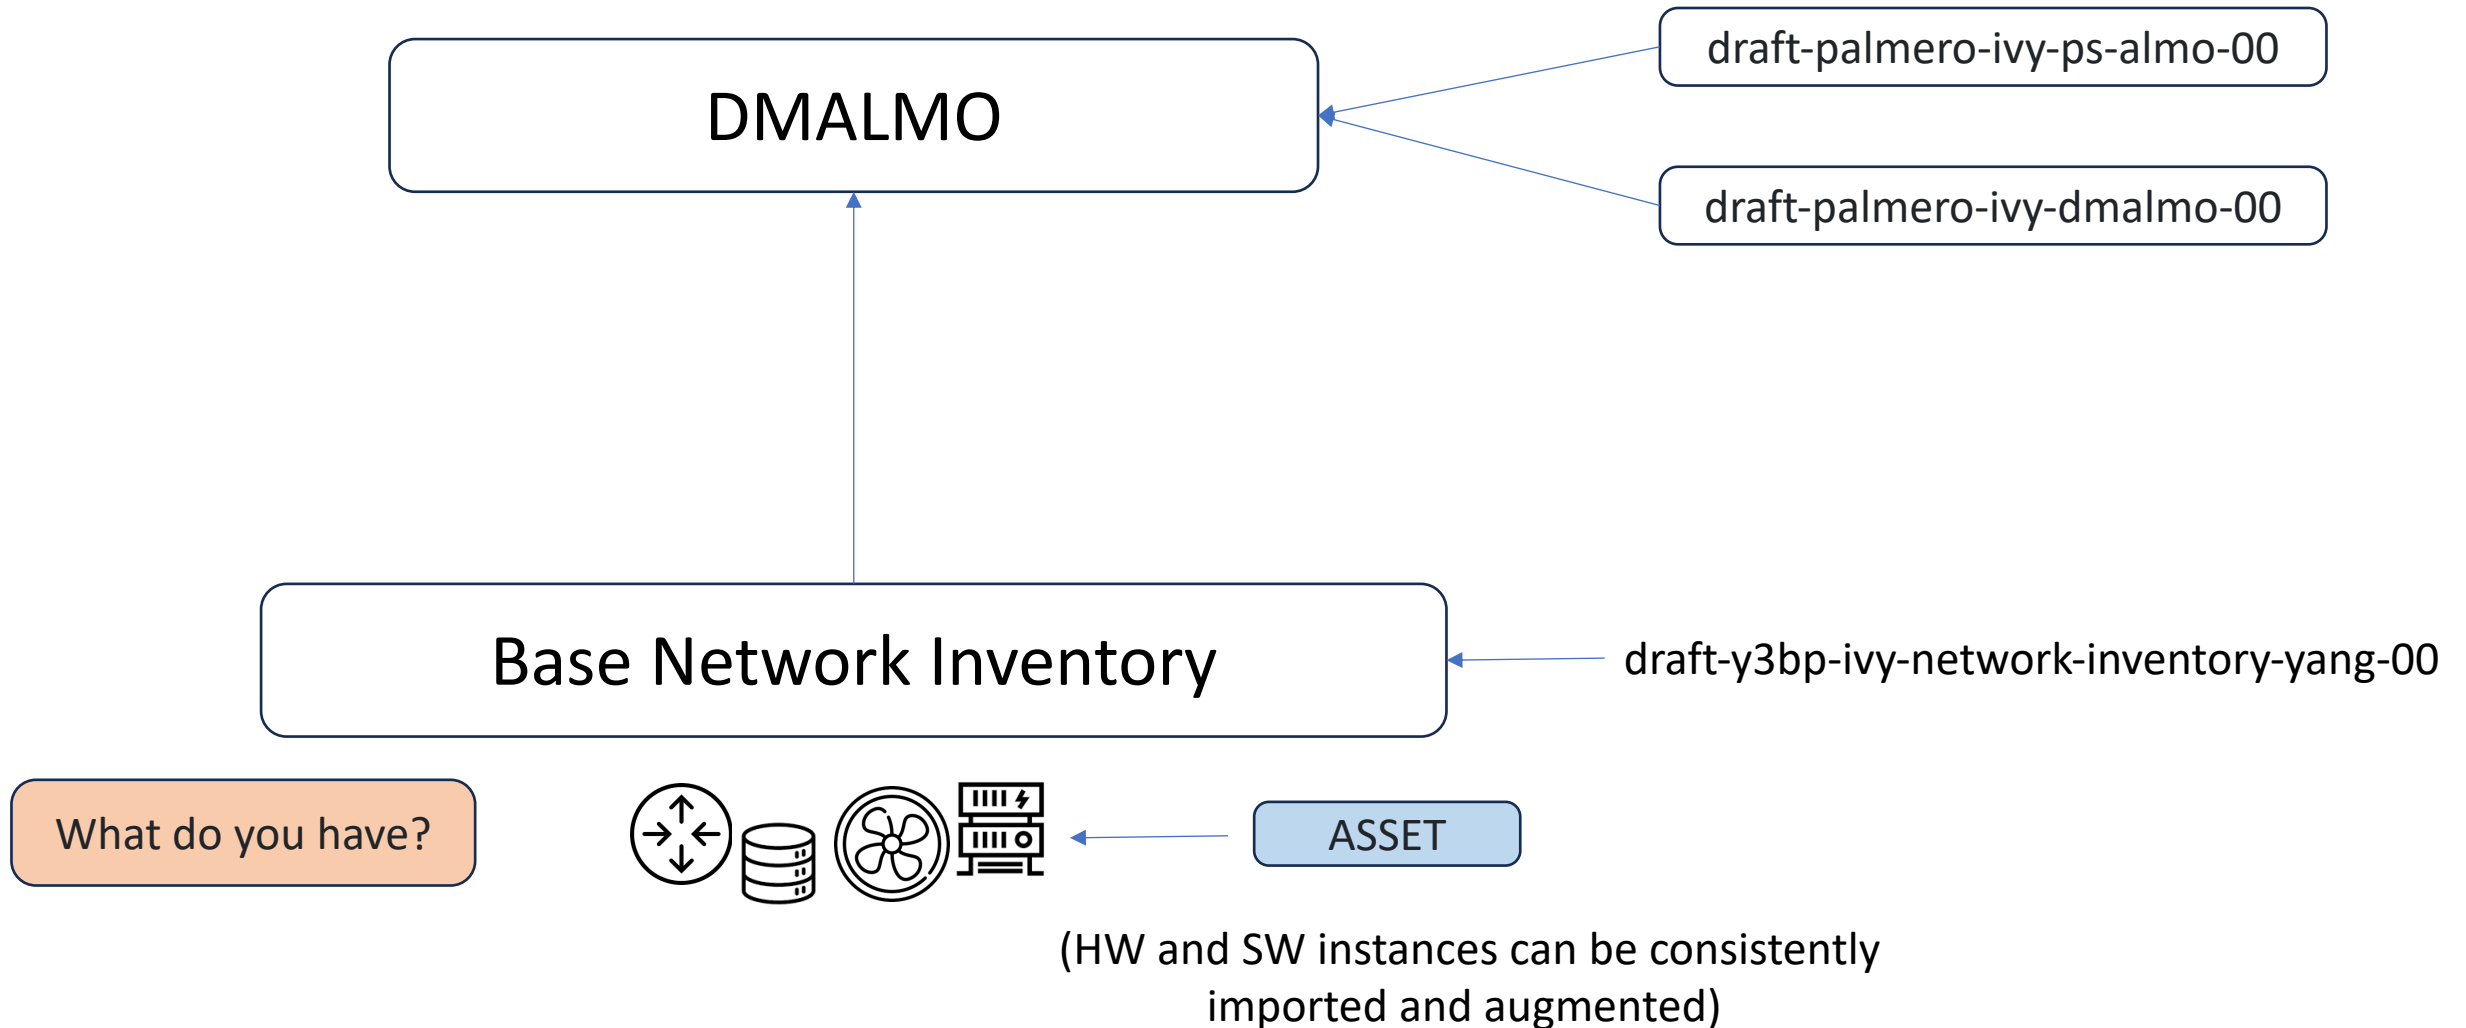 draft-palmero-ivy-ps-almo-00
DMALMO
draft-palmero-ivy-dmalmo-00
Base Network Inventory
draft-y3bp-ivy-network-inventory-yang-00
What do you have?
ASSET
(HW and SW instances can be consistently
imported and augmented)